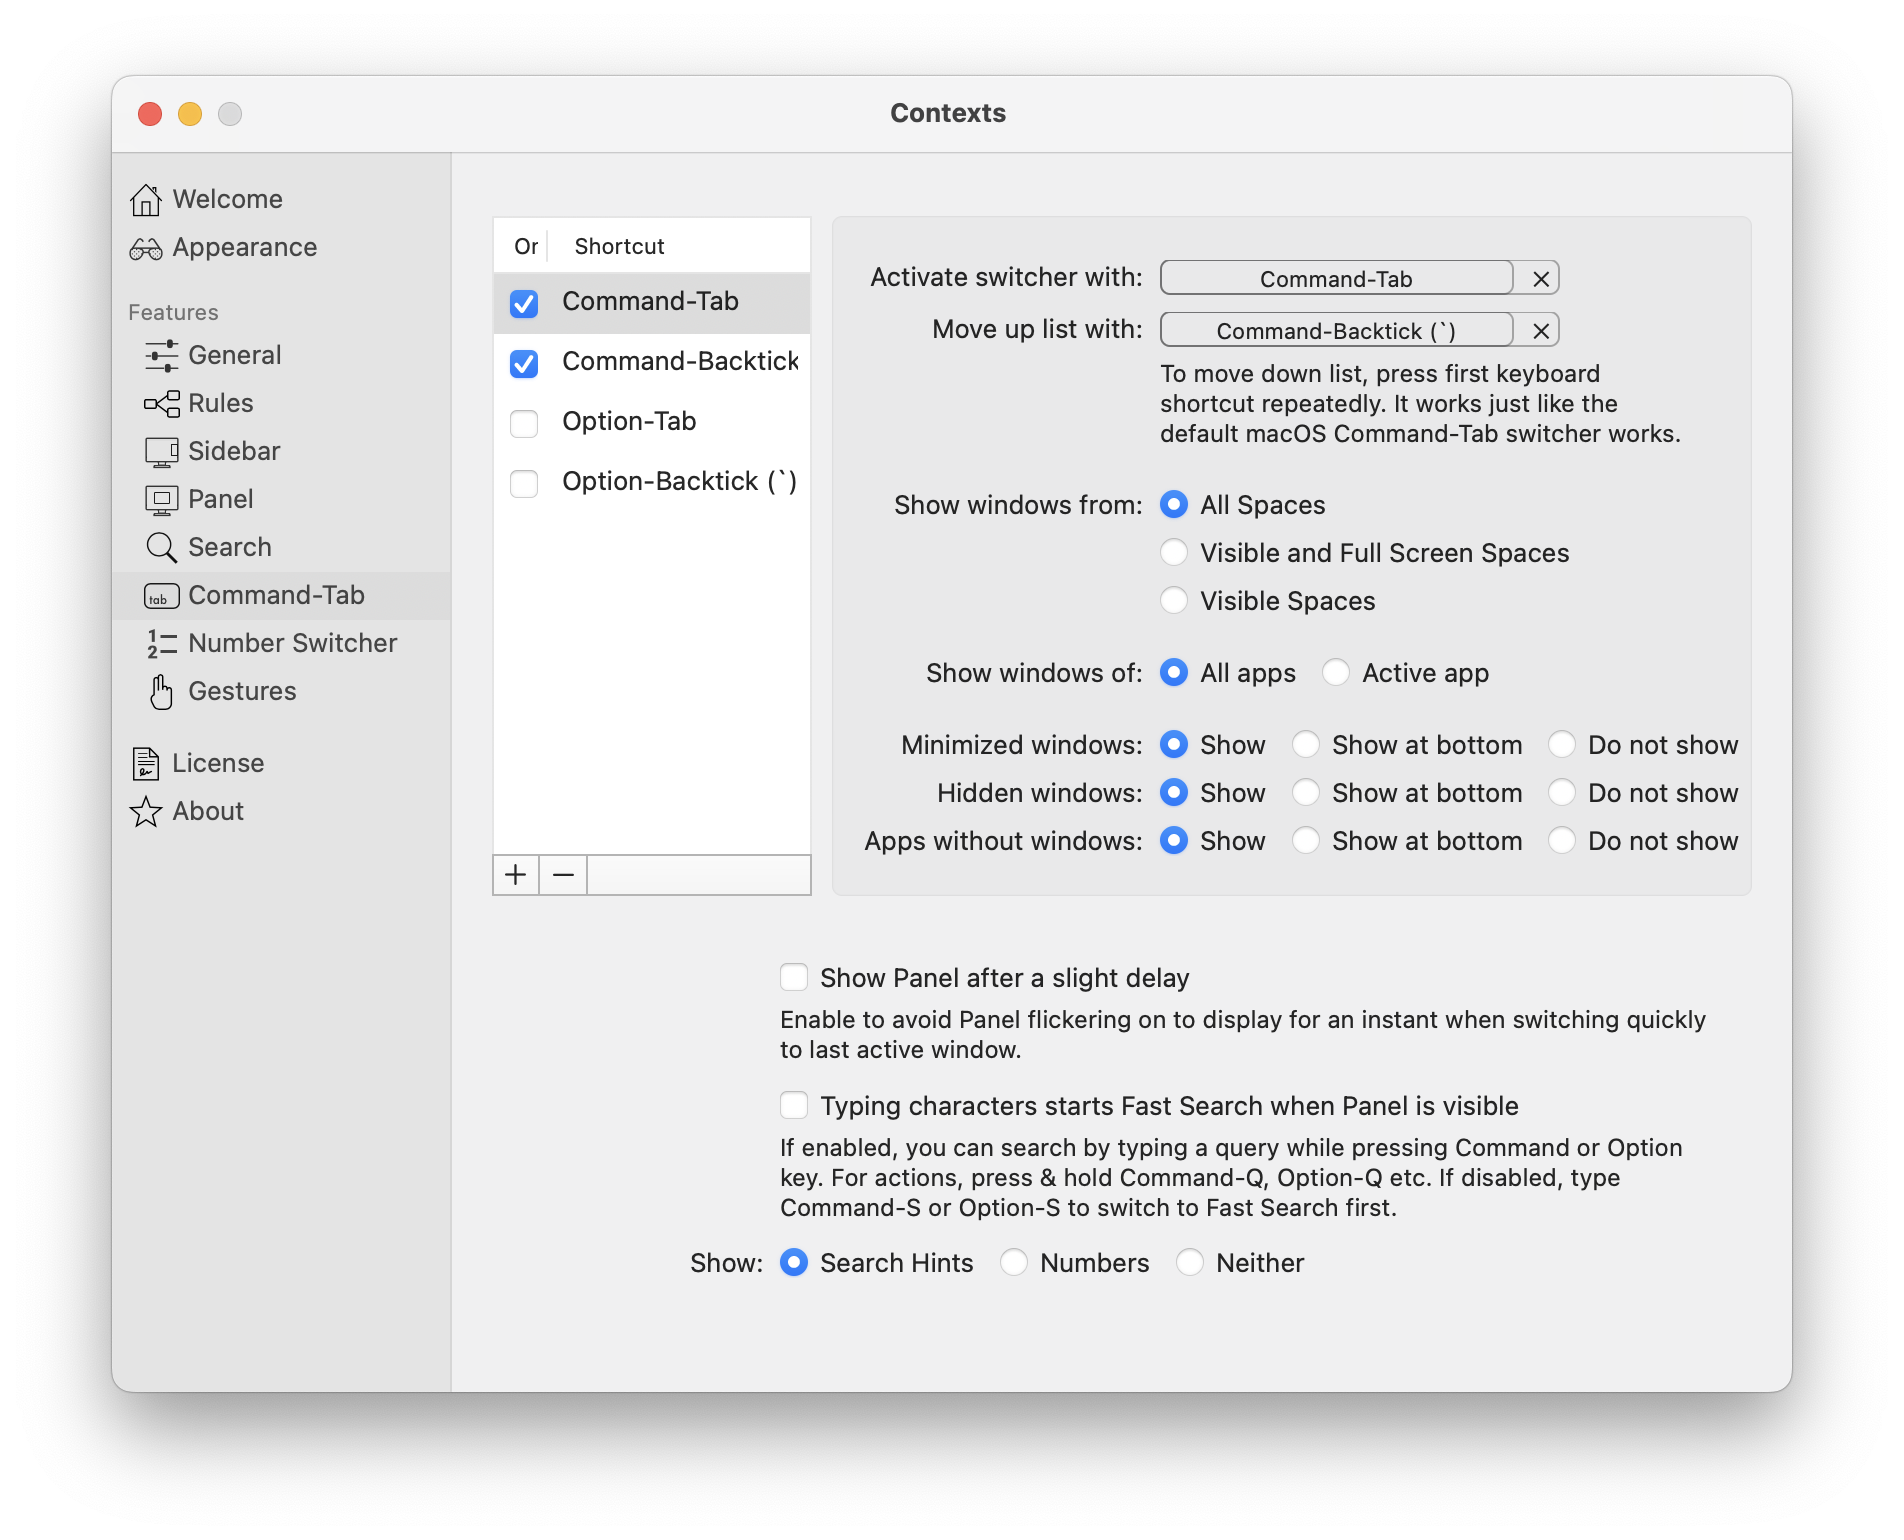 Contexts
Welcome
Appearance
Features
General
Rules
Sidebar
Panel
Search
tab Command-Tab
1 2 Number Switcher
Gestures
License
About
Or Shortcut
Command-Tab
Command-Backtick
Option-Tab
Option-Backtick (`)
Activate switcher with: Command-Tab
Move up list with: Command-Backtick (`)
To move down list, press first keyboard
shortcut repeatedly. It works just like the
default macOS Command-Tab switcher works.
Show windows from: All Spaces
Visible and Full Screen Spaces
Visible Spaces
Show windows of: All apps Active app
Minimized windows: Show Show at bottom Do not show
Hidden windows: Show Show at bottom Do not show
Apps without windows: Show Show at bottom Do not show
Show Panel after a slight delay
Enable to avoid Panel flickering on to display for an instant when switching quickly
to last active window.
Typing characters starts Fast Search when Panel is visible
If enabled, you can search by typing a query while pressing Command or Option
key. For actions, press & hold Command-Q, Option-Q etc. If disabled, type
Command-S or Option-S to switch to Fast Search first.
Show: Search Hints Numbers Neither